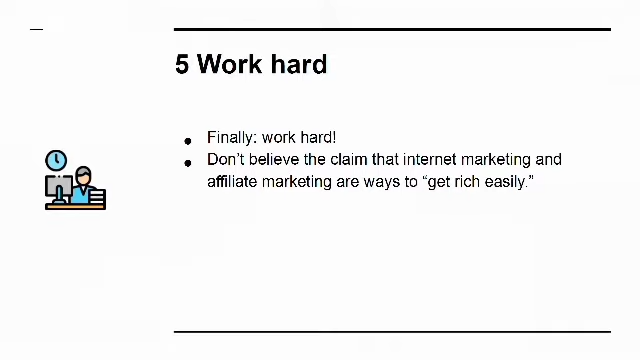 5 Work hard
● Finally: work hard!
● Don’t believe the claim that internet marketing and
affiliate marketing are ways to “get rich easily.”